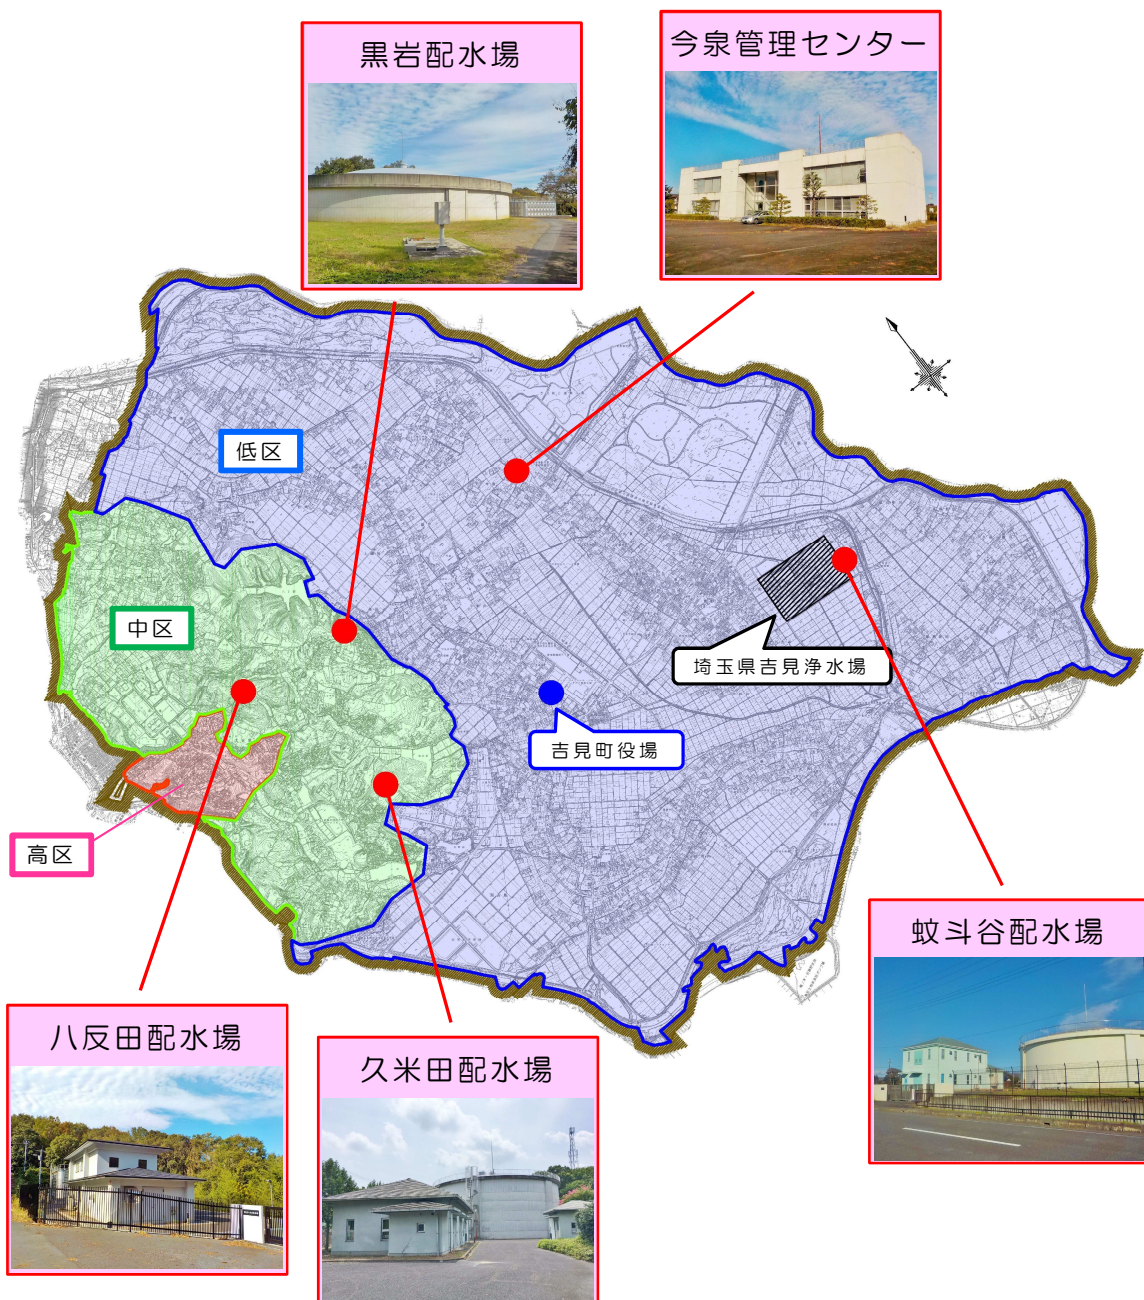 黒岩配水場
今泉管理センター
低区
中区
埼玉県吉見浄水場
吉見町役場
高区
蚊斗谷配水場
八反田配水場
久米田配水場